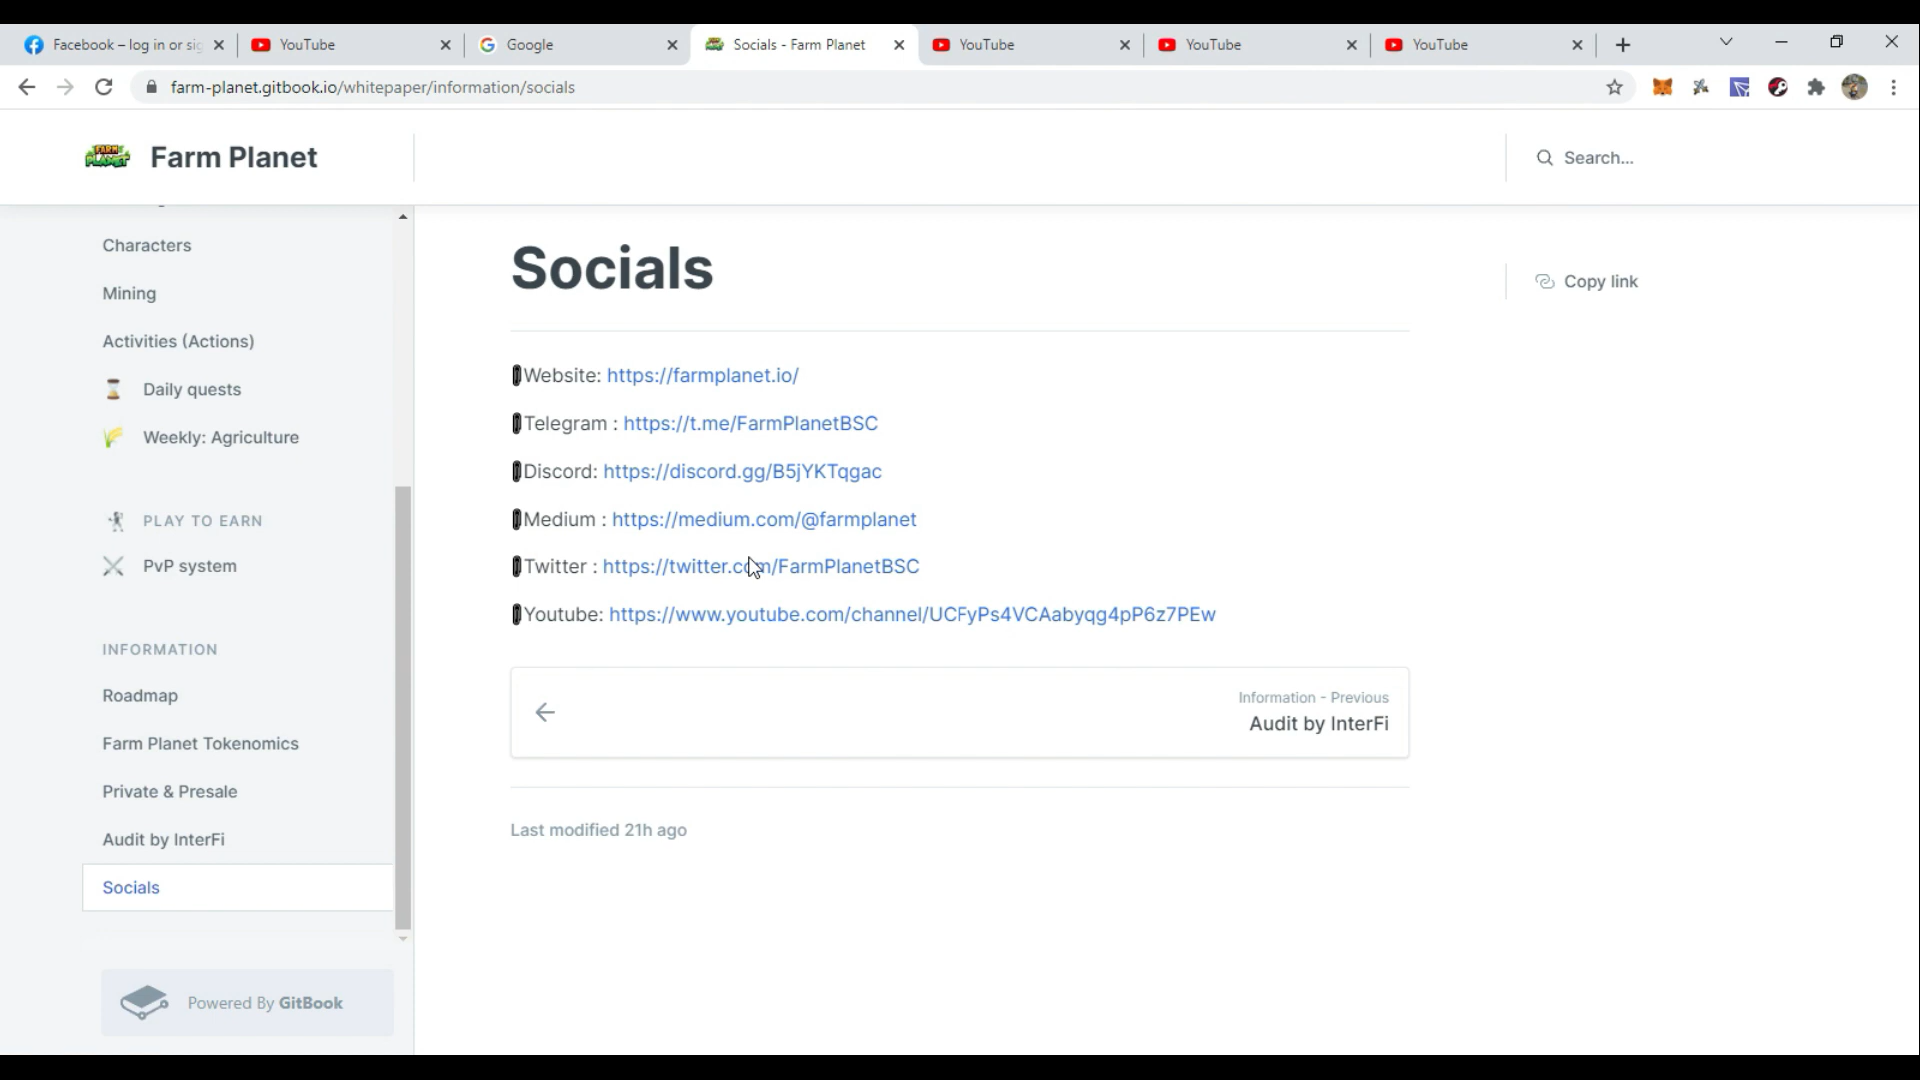 Facebook – log in or sig
YouTube
Google
Socials - Farm Planet
YouTube
YouTube
YouTube
farm-planet.gitbook.io/whitepaper/information/socials
FARM PLANET
Farm Planet
Search...
Characters
Mining
Activities (Actions)
Daily quests
Weekly: Agriculture
PLAY TO EARN
PvP system
INFORMATION
Roadmap
Farm Planet Tokenomics
Private & Presale
Audit by InterFi
Socials
Powered By GitBook
Socials
Copy link
Website: https://farmplanet.io/
Telegram : https://t.me/FarmPlanetBSC
Discord: https://discord.gg/B5jYKTqgac
Medium : https://medium.com/@farmplanet
Twitter : https://twitter.com/FarmPlanetBSC
Youtube: https://www.youtube.com/channel/UCFyPs4VCAabyqg4pP6z7PEw
Information - Previous
Audit by InterFi
Last modified 21h ago